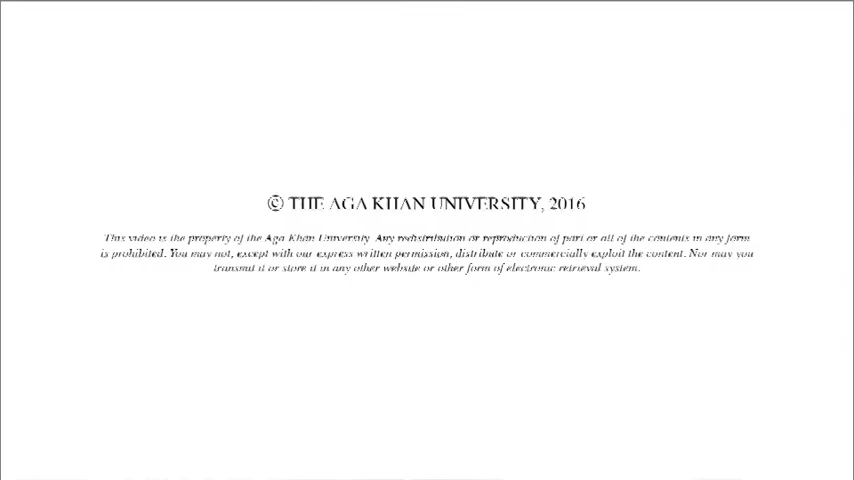 © THE AGA KHAN UNIVERSITY, 2016
This video is the property of the Aga Khan University. Any redistribution or reproduction of part or all of the contents in any form
is prohibited. You may not, except with our express written permission, distribute or commercially exploit the content. Nor may you
transmit it or store it in any other website or other form of electronic retrieval system.